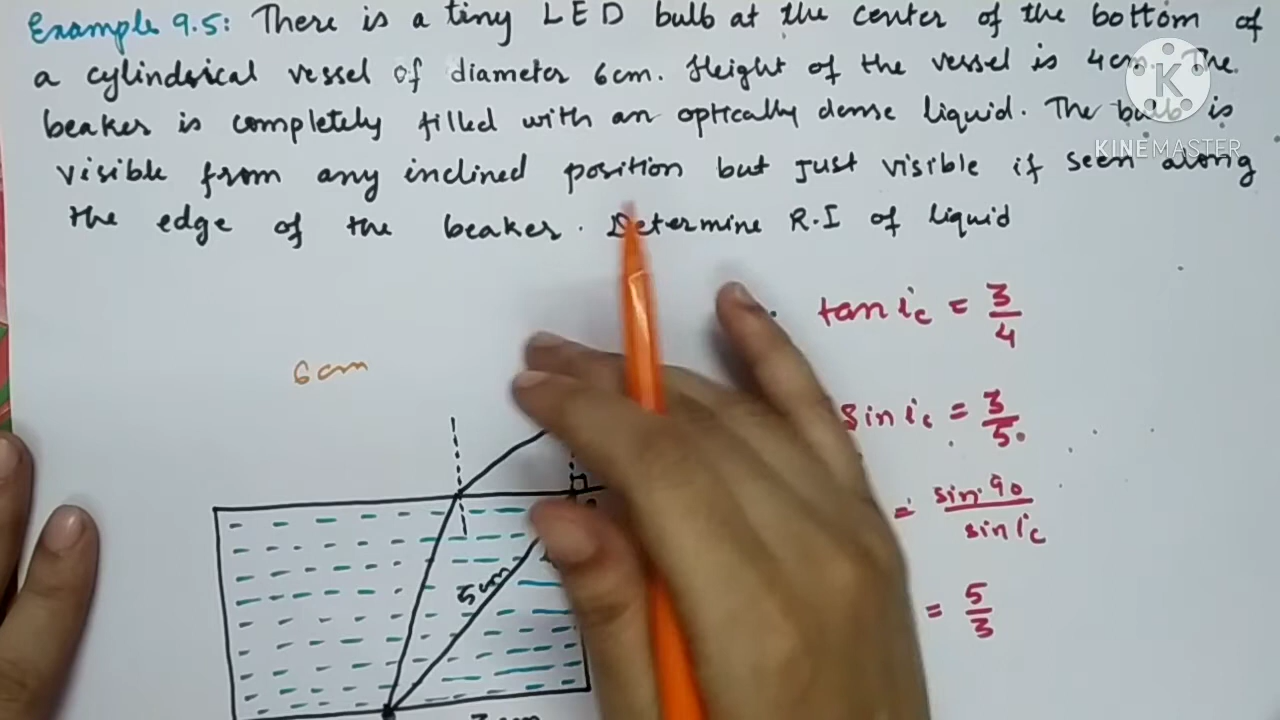 Example 9.5: There is a tiny LED bulb at the center of the bottom of
a cylindrical vessel of diameter 6cm. Height of the vessel is 4cm. The
beaker is completely filled with an optically dense liquid. The bulb is
visible from any inclined position but just visible if seen along
the edge of the beaker. Determine R.I of liquid
K
KINEMASTER
tan ic = 3/4
6cm
sin ic = 3/5
= sin 90 / sin ic
5cm
= 5/3